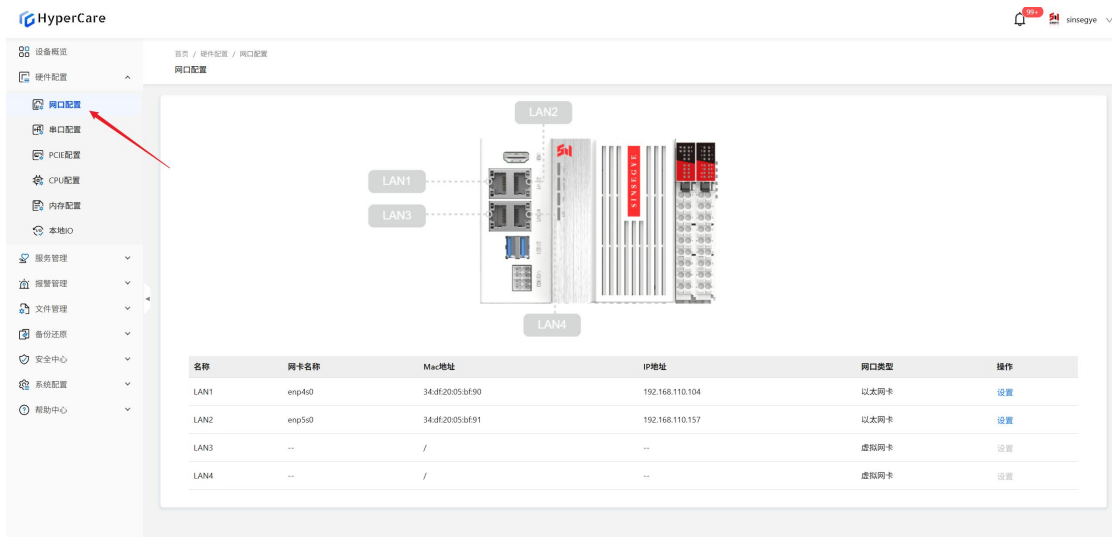 HyperCare
99+
sinsegye
设备概览
硬件配置
网口配置
串口配置
PCIE配置
CPU配置
内存配置
本地IO
服务管理
报警管理
文件管理
备份还原
安全中心
系统配置
帮助中心
首页 / 硬件配置 / 网口配置
网口配置
LAN2
LAN1
LAN3
SINSEGYE
LAN4
名称 网卡名称 Mac地址 IP地址 网口类型 操作
LAN1 enp4s0 34:df:20:05:bf:90 192.168.110.104 以太网卡 设置
LAN2 enp5s0 34:df:20:05:bf:91 192.168.110.157 以太网卡 设置
LAN3 -- / -- 虚拟网卡 设置
LAN4 -- / -- 虚拟网卡 设置